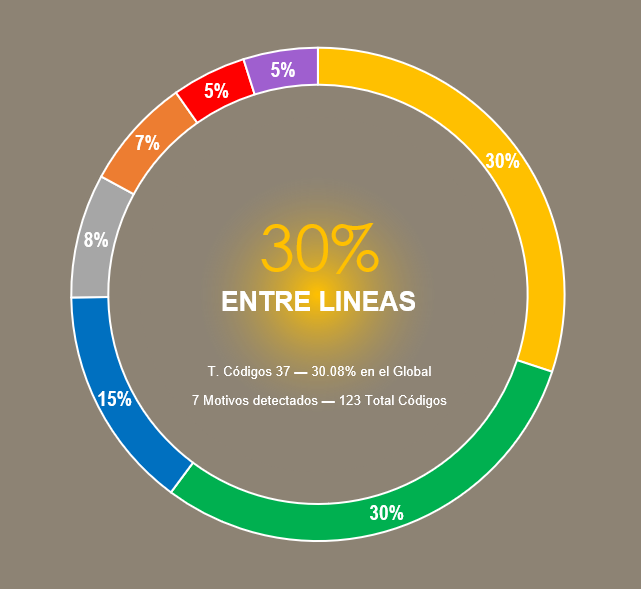 5%
5%
7%
30%
8%
30%
ENTRE LINEAS
T. Códigos 37 — 30.08% en el Global
15%
7 Motivos detectados — 123 Total Códigos
30%